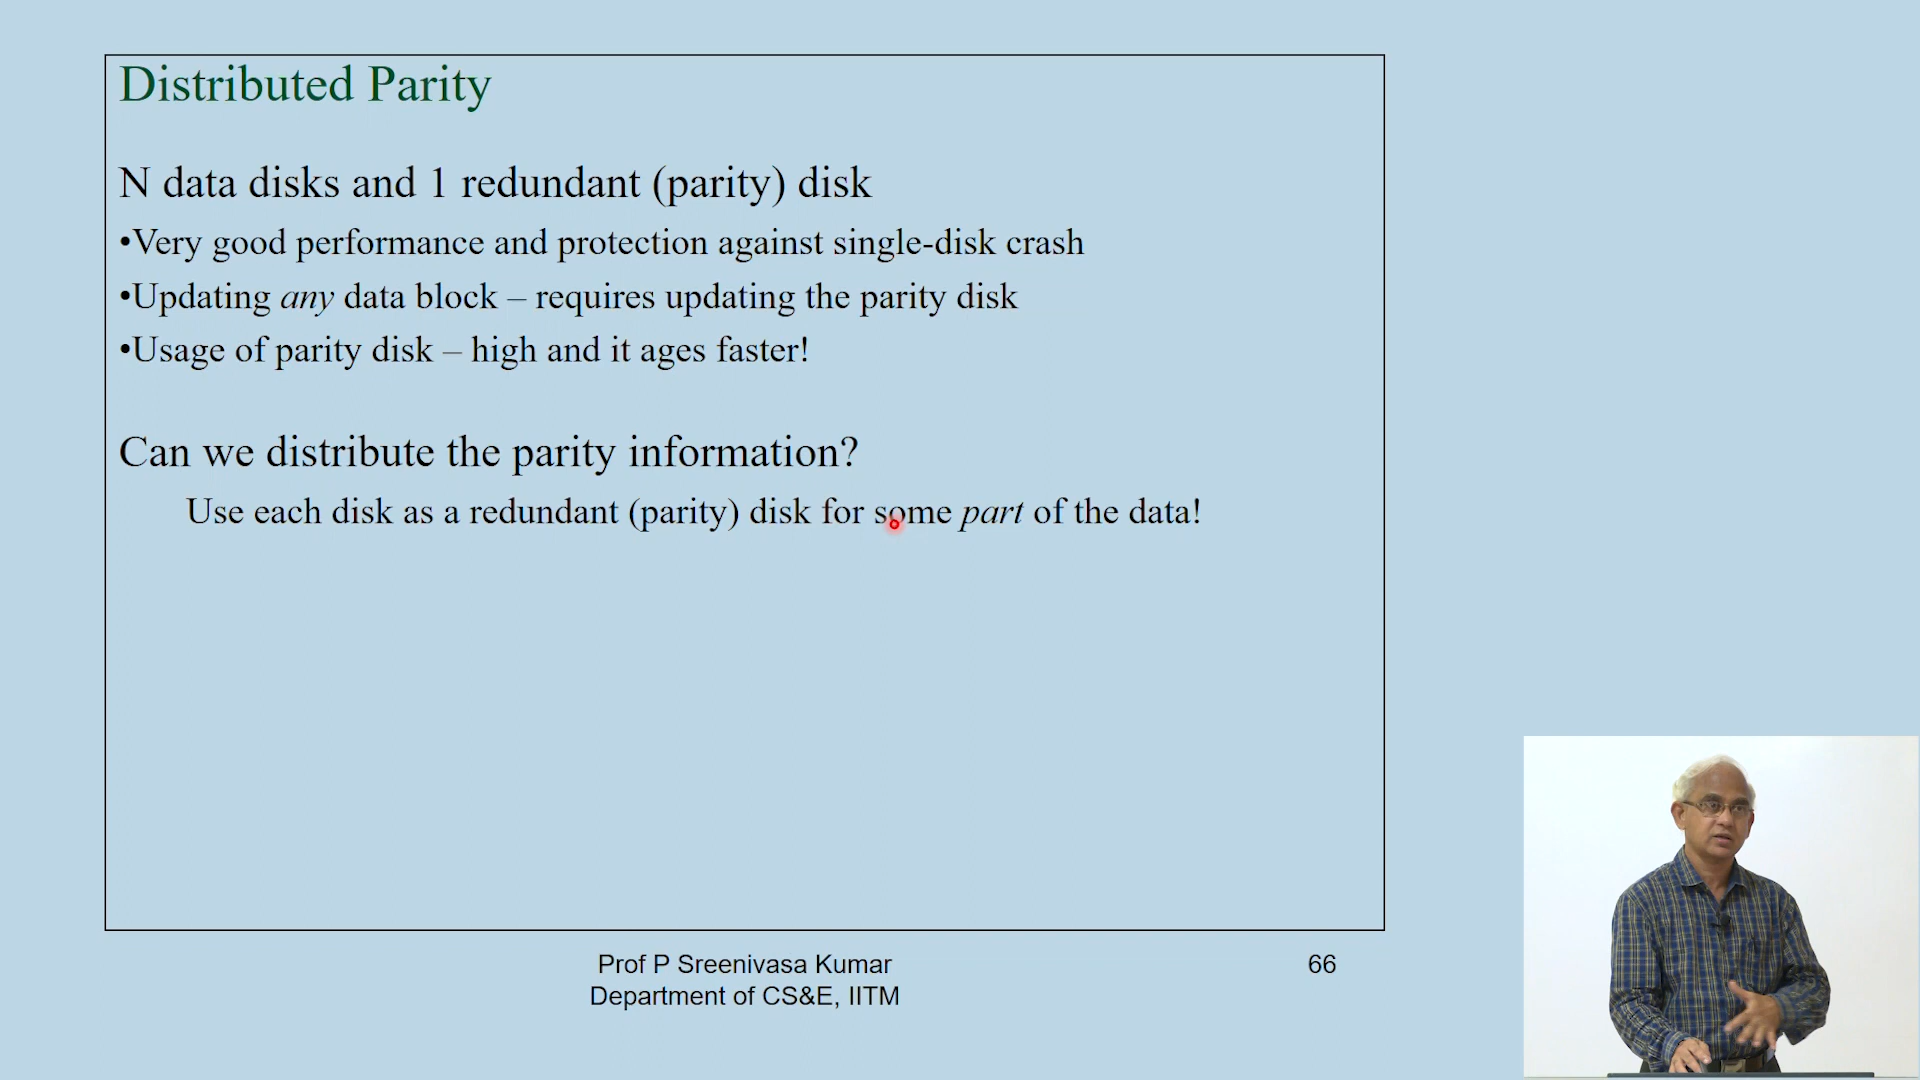 Distributed Parity
N data disks and 1 redundant (parity) disk
•Very good performance and protection against single-disk crash
•Updating any data block – requires updating the parity disk
•Usage of parity disk – high and it ages faster!
Can we distribute the parity information?
Use each disk as a redundant (parity) disk for some part of the data!
Prof P Sreenivasa Kumar
Department of CS&E, IITM
66